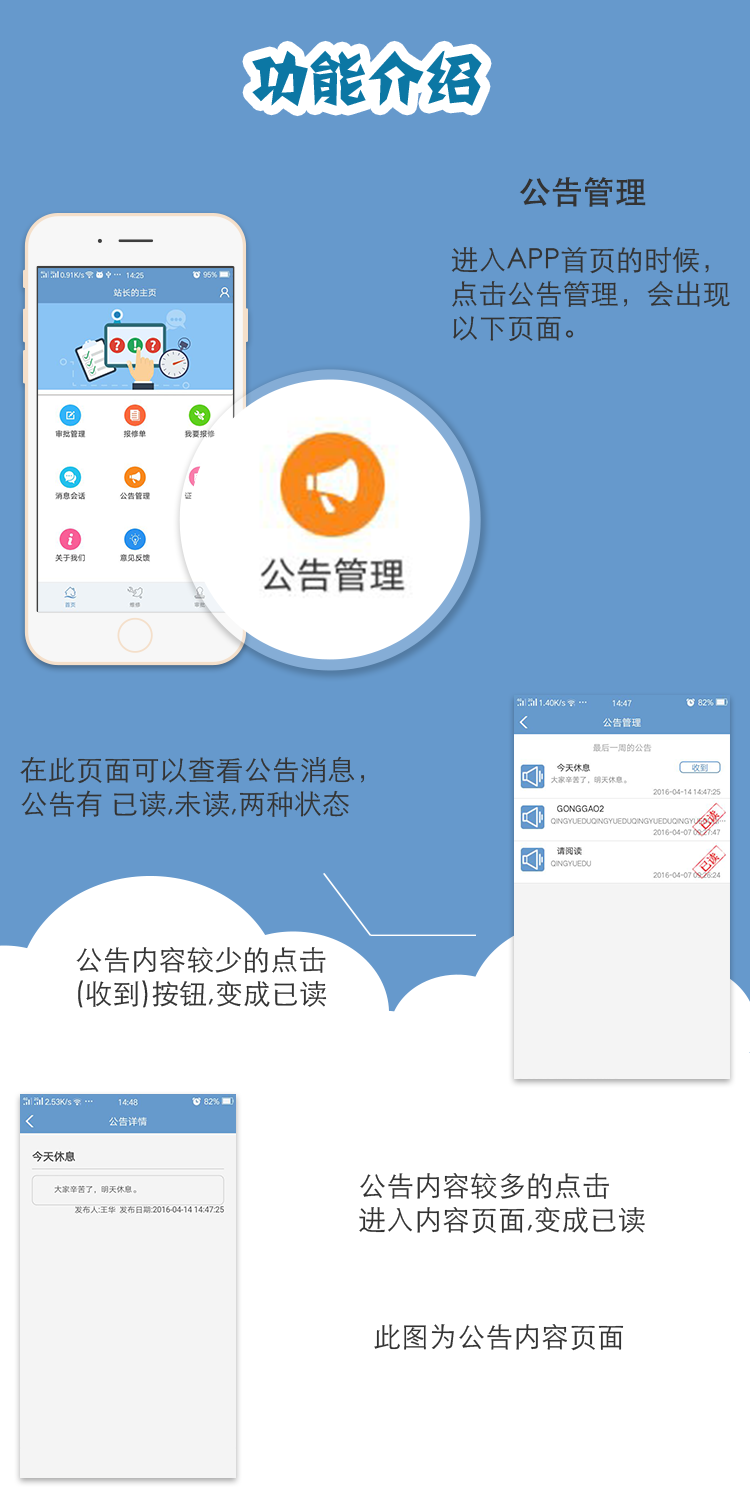 功能介绍
公告管理
进入APP首页的时候，
点击公告管理，会出现
以下页面。
0.91K/s 14:25 95%
站长的主页
审批管理 报修单 我要报修
消息会话 公告管理 证
关于我们 意见反馈
首页 维修 审批
公告管理
在此页面可以查看公告消息，
公告有 已读,未读,两种状态
1.40K/s 14:47 82%
公告管理
最后一周的公告
今天休息 收到
大家辛苦了，明天休息。
2016-04-14 14:47:25
GONGGAO2
QINGYUEDUQINGYUEDUQINGYUEDUQINGY 已读
2016-04-07 09:27:47
请阅读
QINGYUEDU 已读
2016-04-07 09:26:24
公告内容较少的点击
(收到)按钮,变成已读
2.53K/s 14:48 82%
公告详情
今天休息
大家辛苦了，明天休息。
发布人:王华 发布日期:2016-04-14 14:47:25
公告内容较多的点击
进入内容页面,变成已读
此图为公告内容页面